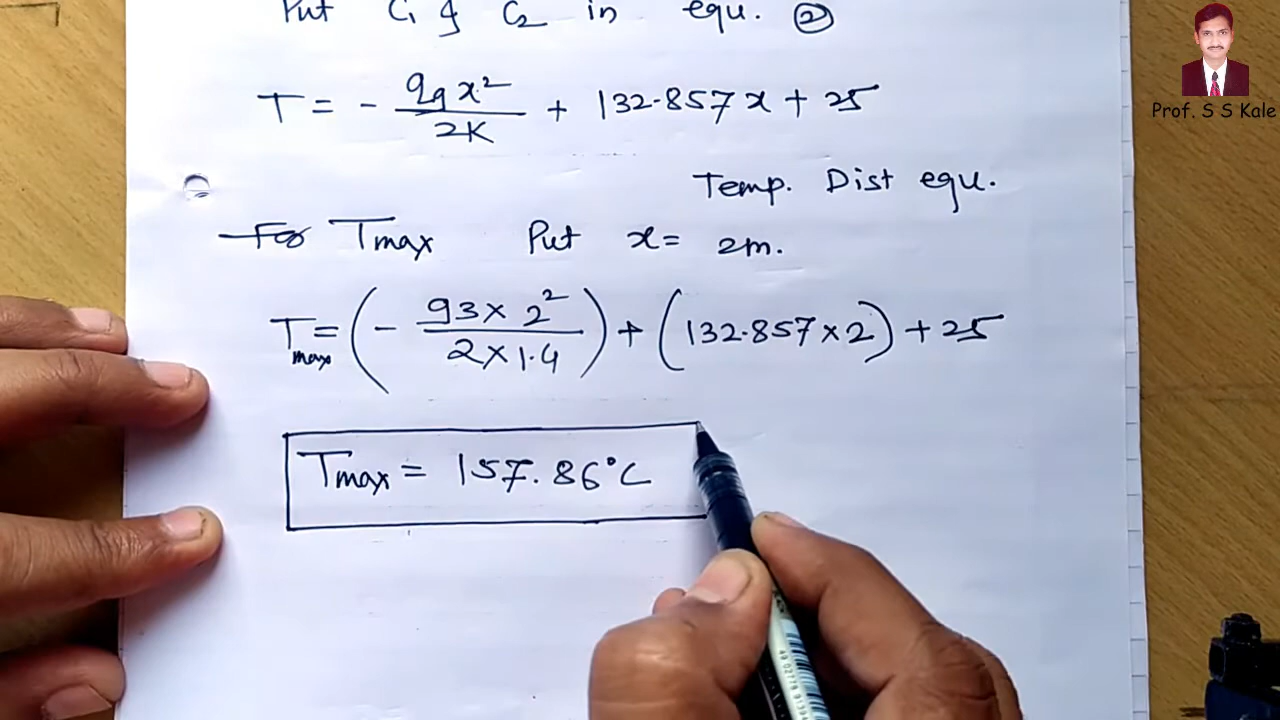 Put C₁ & C₂ in equ. ②
Prof. S S Kale
T = - qg x² / 2K + 132.857 x + 25
Temp. Dist equ.
For Tmax Put x = 2m.
Tmax = (- 93 × 2² / 2 × 1.4) + (132.857 × 2) + 25
Tmax = 157.86°C